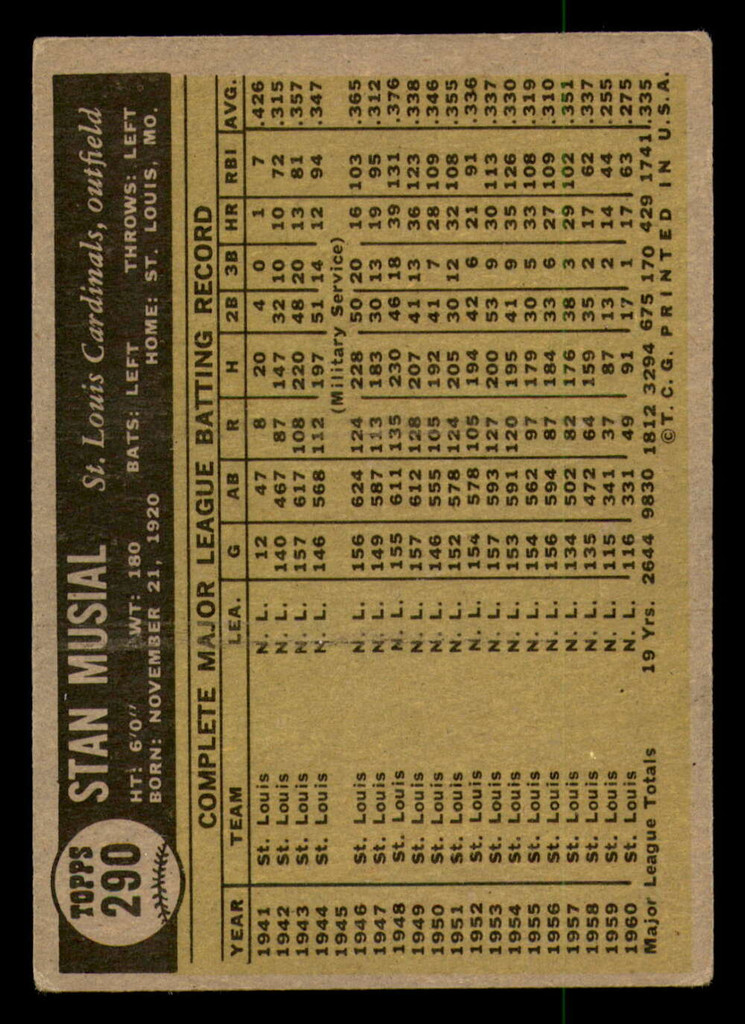 TOPPS
290
STAN MUSIAL St. Louis Cardinals, outfield
HT: 6'0" WT: 180 BATS: LEFT THROWS: LEFT
BORN: NOVEMBER 21, 1920 HOME: ST. LOUIS, MO.
COMPLETE MAJOR LEAGUE BATTING RECORD
YEAR TEAM LEA. G AB R H 2B 3B HR RBI AVG.
1941 St. Louis N. L. 12 47 8 20 4 0 1 7 .426
1942 St. Louis N. L. 140 467 87 147 32 10 10 72 .315
1943 St. Louis N. L. 157 617 108 220 48 20 13 81 .357
1944 St. Louis N. L. 146 568 112 197 51 14 12 94 .347
1945 (Military Service)
1946 St. Louis N. L. 156 624 124 228 50 20 16 103 .365
1947 St. Louis N. L. 149 587 113 183 30 13 19 95 .312
1948 St. Louis N. L. 155 611 135 230 46 18 39 131 .376
1949 St. Louis N. L. 157 612 128 207 41 13 36 123 .338
1950 St. Louis N. L. 146 555 105 192 41 7 28 109 .346
1951 St. Louis N. L. 152 578 124 205 30 12 32 108 .355
1952 St. Louis N. L. 154 578 105 194 42 6 21 91 .336
1953 St. Louis N. L. 157 593 127 200 53 9 30 113 .337
1954 St. Louis N. L. 153 591 120 195 41 9 35 126 .330
1955 St. Louis N. L. 154 562 97 179 30 5 33 108 .319
1956 St. Louis N. L. 156 594 87 184 33 6 27 109 .310
1957 St. Louis N. L. 134 502 82 176 38 3 29 102 .351
1958 St. Louis N. L. 135 472 64 159 35 2 17 62 .337
1959 St. Louis N. L. 115 341 37 87 13 2 14 44 .255
1960 St. Louis N. L. 116 331 49 91 17 1 17 63 .275
Major League Totals 19 Yrs. 2644 9830 1812 3294 675 170 429 1741 .335
©T. C. G. PRINTED IN U.S.A.